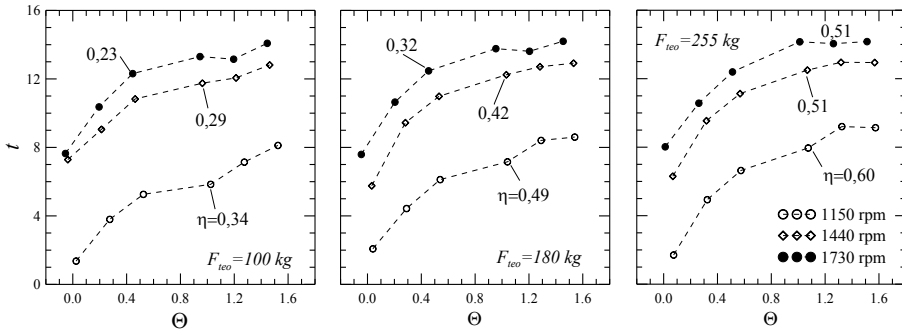 16
12
8
4
0
t
0,23
0,29
η=0,34
F_teo=100 kg
0.0 0.4 0.8 1.2 1.6
Θ
0,32
0,42
η=0,49
F_teo=180 kg
0.0 0.4 0.8 1.2 1.6
Θ
F_teo=255 kg
0,51
0,51
η=0,60
1150 rpm
1440 rpm
1730 rpm
0.0 0.4 0.8 1.2 1.6
Θ